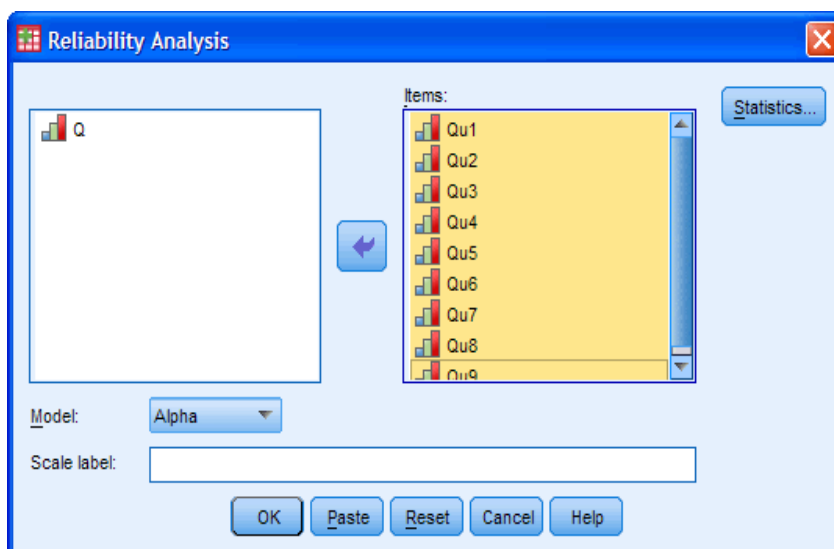 Reliability Analysis
Items:
Statistics...
Q
Qu1
Qu2
Qu3
Qu4
Qu5
Qu6
Qu7
Qu8
Qu9
Model:
Alpha
Scale label:
OK
Paste
Reset
Cancel
Help